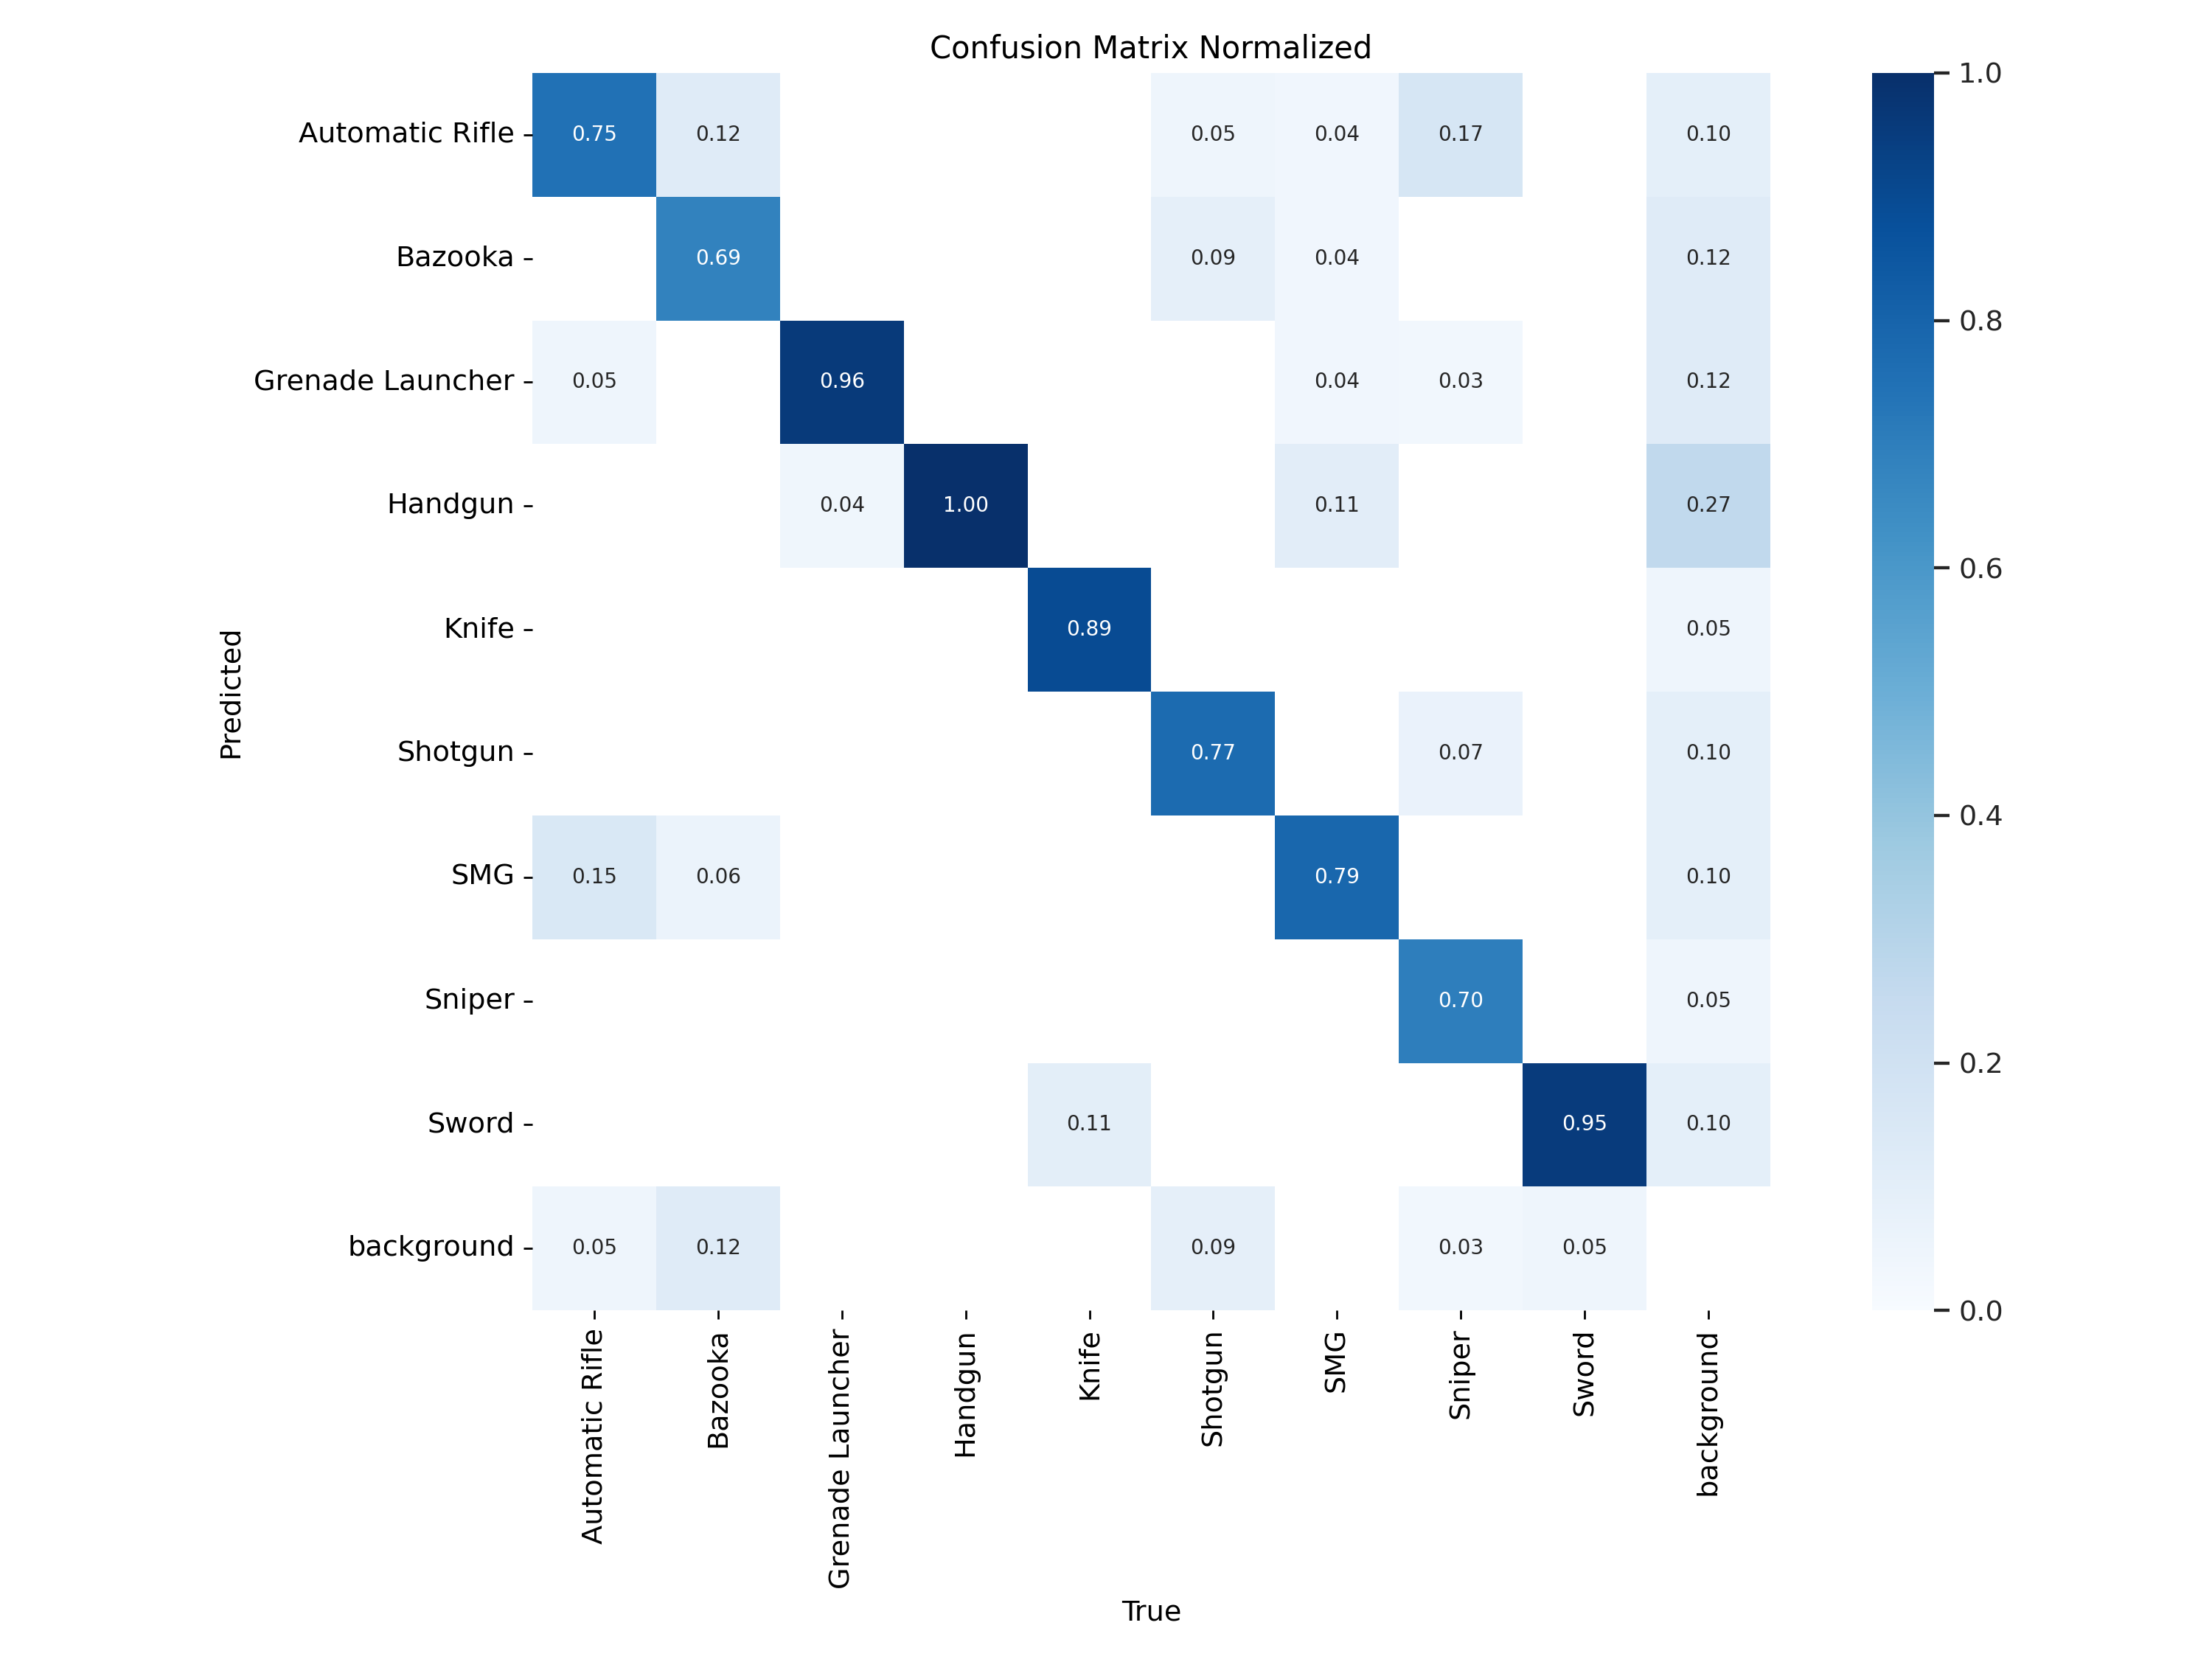 Confusion Matrix Normalized
Automatic Rifle 0.75 0.12 0.05 0.04 0.17 0.10
Bazooka 0.69 0.09 0.04 0.12
Grenade Launcher 0.05 0.96 0.04 0.03 0.12
Handgun 0.04 1.00 0.11 0.27
Knife 0.89 0.05
Shotgun 0.77 0.07 0.10
SMG 0.15 0.06 0.79 0.10
Sniper 0.70 0.05
Sword 0.11 0.95 0.10
background 0.05 0.12 0.09 0.03 0.05
Predicted
Automatic Rifle
Bazooka
Grenade Launcher
Handgun
Knife
Shotgun
SMG
Sniper
Sword
background
True
1.0
0.8
0.6
0.4
0.2
0.0